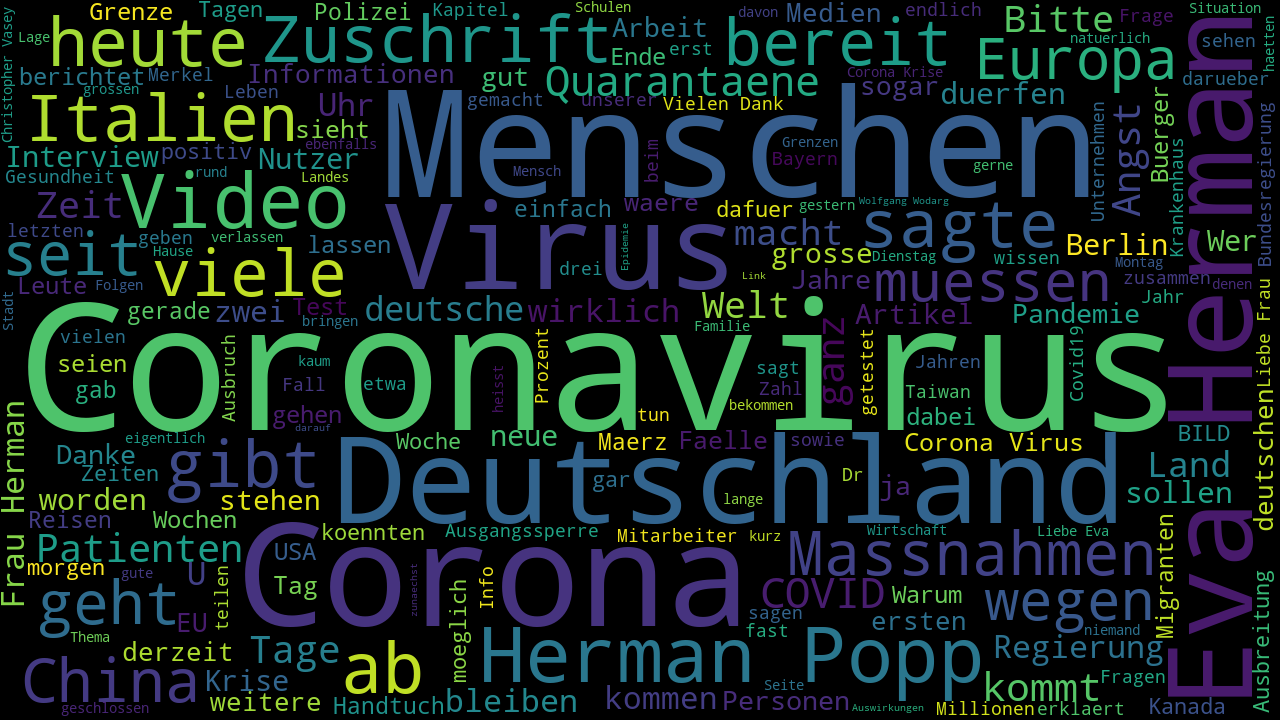 Grenze Tagen Polizei Kapitel Schulen davon Medien endlich Bitte Frage Situation
Lage heute Zuschrift Arbeit bereit natuerlich sehen haetten
Ende erst Europa
Christopher Vasey berichtet Merkel Informationen gut Quarantaene Corona Krise sogar darueber
grossen Leben Uhr gemacht unserer Vielen Dank duerfen
Italien sieht Menschen Grenzen Unternehmen Angst Buerger Krankenhaus Bundesregierung
Interview positiv Nutzer ebenfalls beim Bayern
Gesundheit rund Landes Mensch gerne
Zeit Video einfach waere dafuer gestern Wolfgang Wodarg
letzten geben verlassen lassen Virus Epidemie macht sagte Berlin Wer
seit Hause grosse Dienstag wissen Montag
Leute Folgen viele drei Link Jahre muessen zusammen denen
Stadt gerade zwei Test deutsche wirklich Welt Artikel Pandemie Jahr
bringen Familie
vielen Coronavirus Eva Herman
seien kaum Ausbruch Prozent sagt ganz getestet Jahren Covid19
gab Fall etwa heisst Zahl Taiwan
gehen tun bekommen dabei deutschen Liebe Frau
Frau Herman eigentlich darauf Woche neue Maerz Faelle sowie Corona Virus BILD
Danke gibt Deutschland
Zeiten gar Dr ja Land
worden stehen lange sollen
Reisen Wochen koennten Ausgangssperre Mitarbeiter kurz Wirtschaft Liebe Eva
Patienten USA Corona Massnahmen Migranten
morgen gute U teilen Tag zunaechst Info COVID Warum wegen Ausbreitung
geht EU moeglich sagen ersten
Thema fast niemand
derzeit Tage ab Herman Popp Regierung
China Krise Seite kommt Fragen
geschlossen weitere Handtuch bleiben kommen Personen Auswirkungen Millionen erklaert Kanada